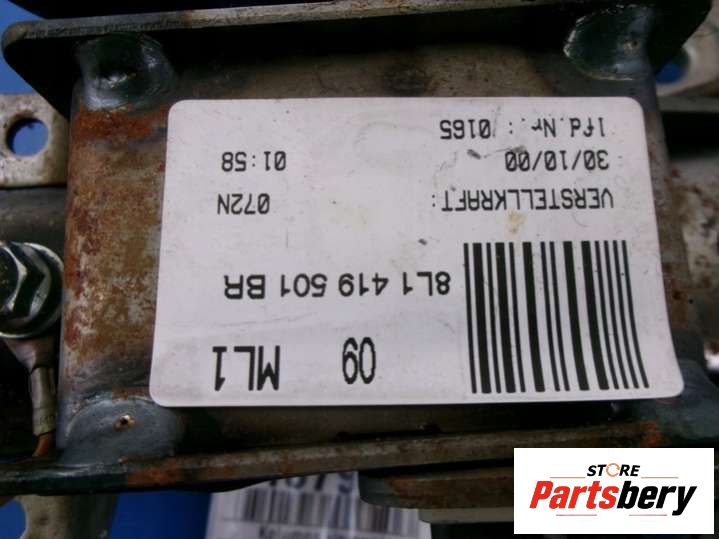 ML1 09
8L1 419 501 BR
VERSTELLKRAFT: 072N
30/10/00 01:58
lfd.Nr.: 0165
STORE
Partsbery